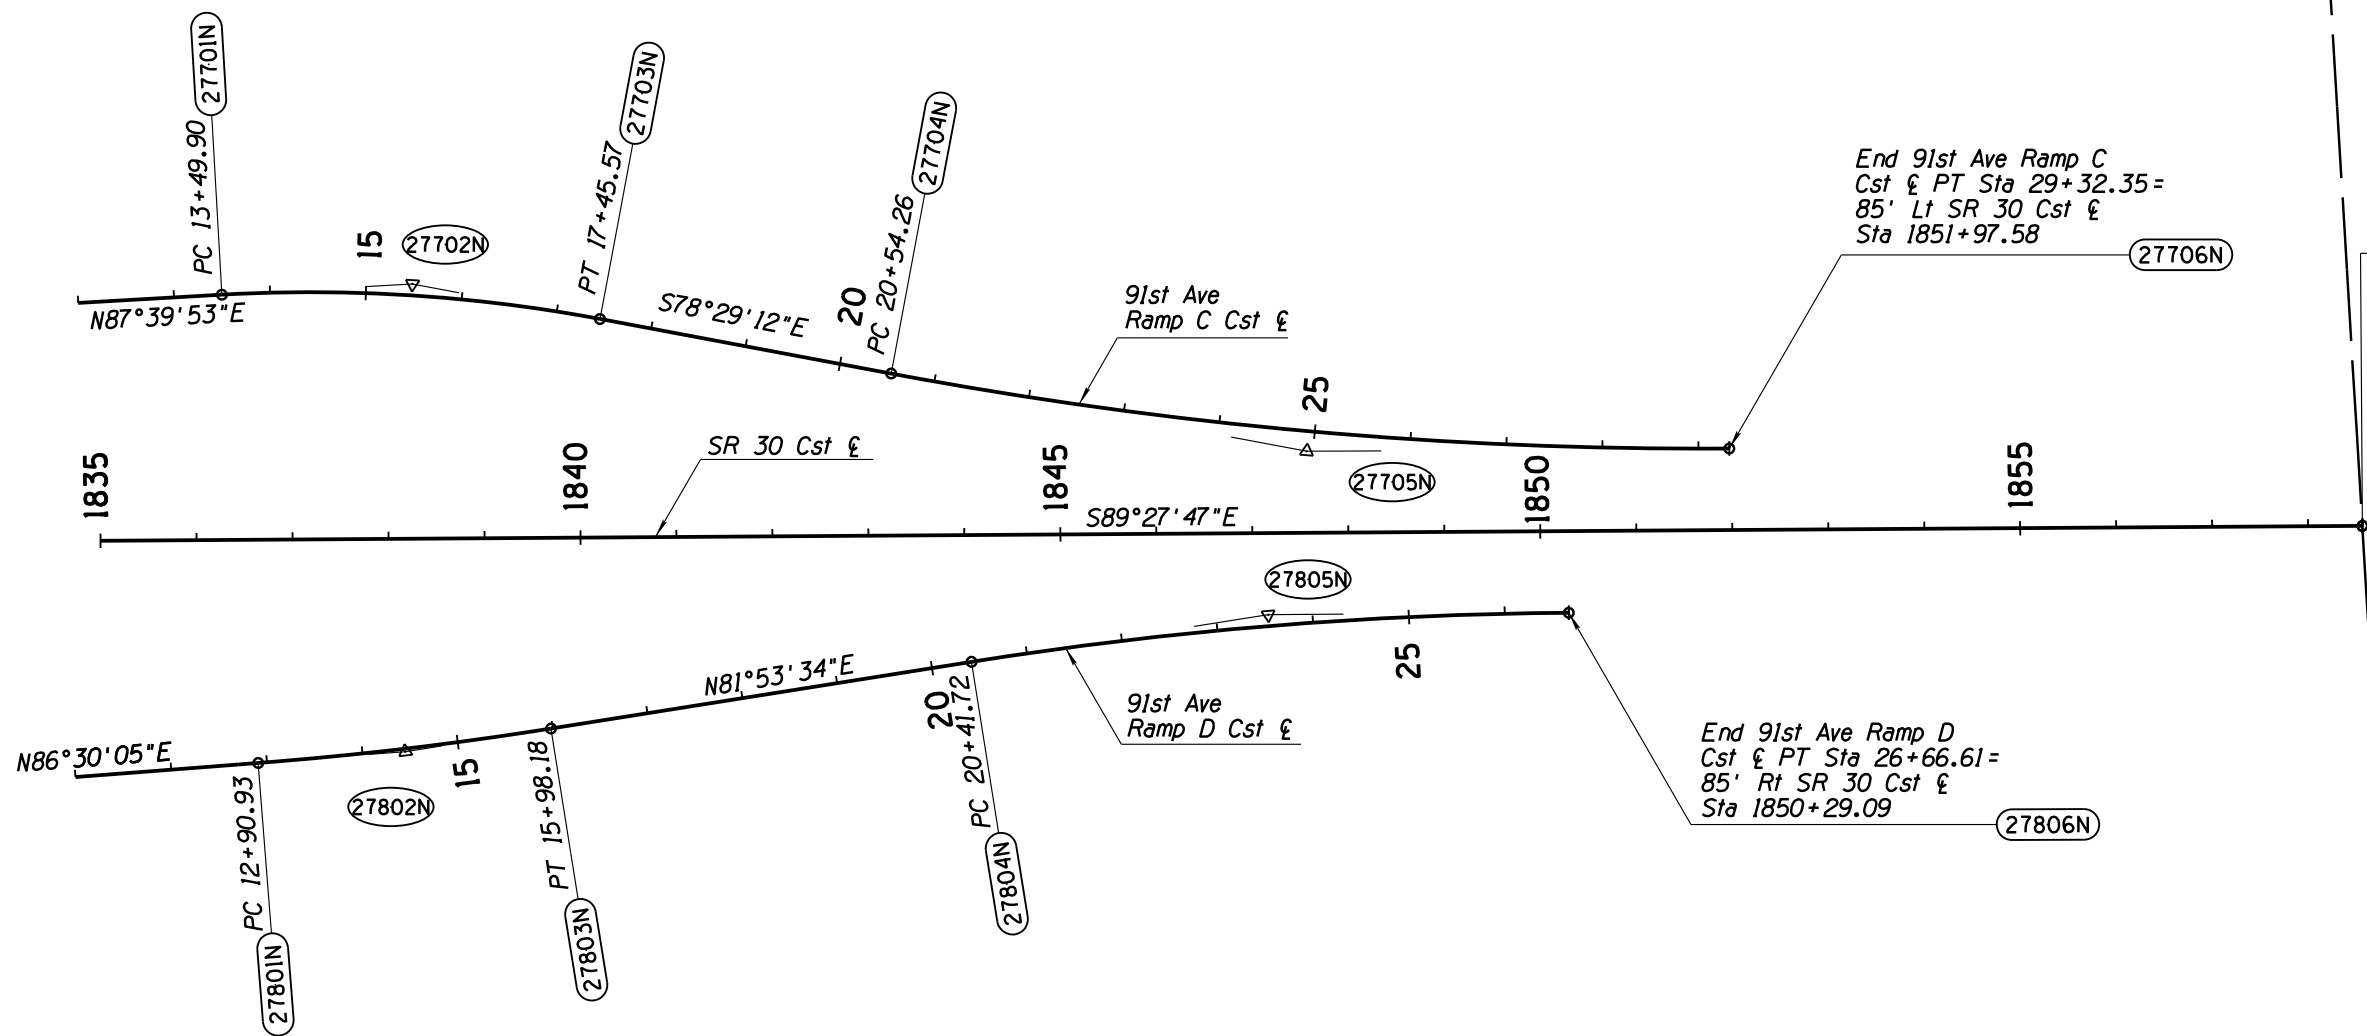 27701N
PC 13+49.90
15
27702N
N87°39'53"E
27703N
PT 17+45.57
S78°29'12"E
27704N
PC 20+54.26
20
91st Ave
Ramp C Cst ℄
25
27705N
End 91st Ave Ramp C
Cst ℄ PT Sta 29+32.35=
85' Lt SR 30 Cst ℄
Sta 1851+97.58
27706N
1835
1840
SR 30 Cst ℄
1845
S89°27'47"E
1850
1855
27805N
N86°30'05"E
PC 12+90.93
27801N
27802N
15
PT 15+98.18
27803N
N81°53'34"E
20
PC 20+41.72
27804N
91st Ave
Ramp D Cst ℄
25
End 91st Ave Ramp D
Cst ℄ PT Sta 26+66.61=
85' Rt SR 30 Cst ℄
Sta 1850+29.09
27806N